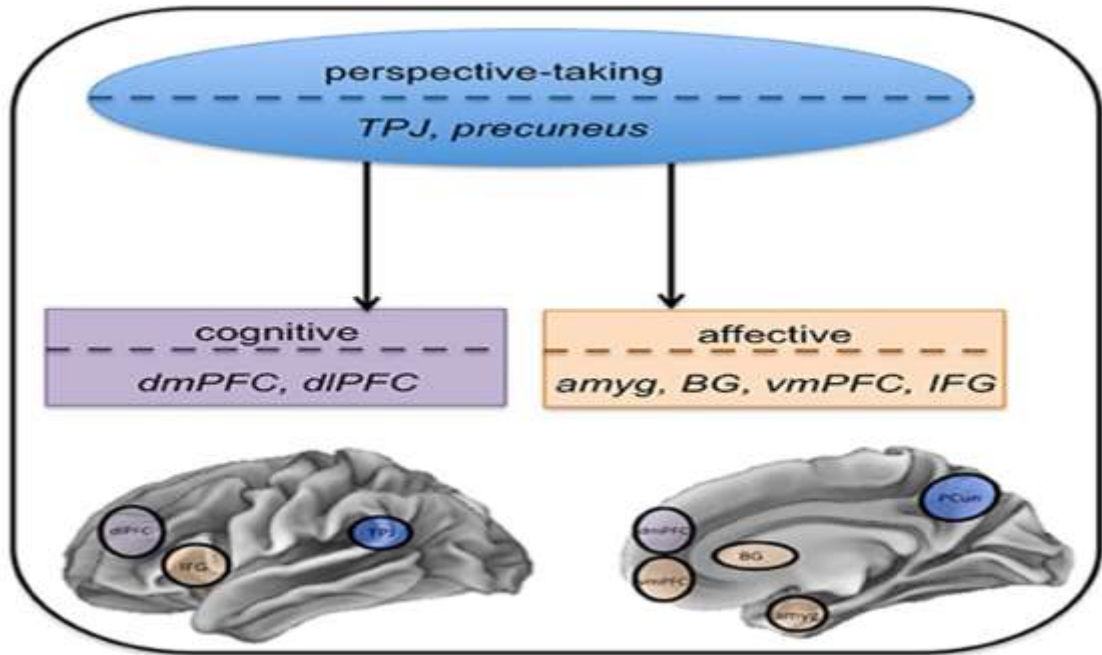 perspective-taking
TPJ, precuneus
cognitive
dmPFC, dlPFC
affective
amyg, BG, vmPFC, IFG
dlPFC
IFG
TPJ
PCun
dmPFC
BG
vmPFC
amyg